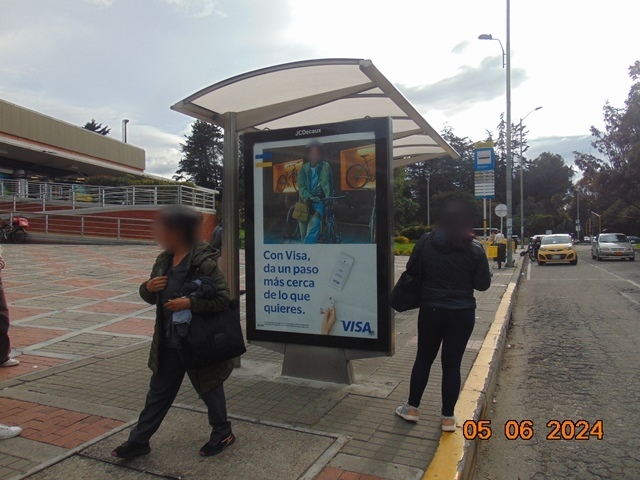 JCDecaux
Con Visa,
da un paso
más cerca
de lo que
quieres.
VISA
05 06 2024